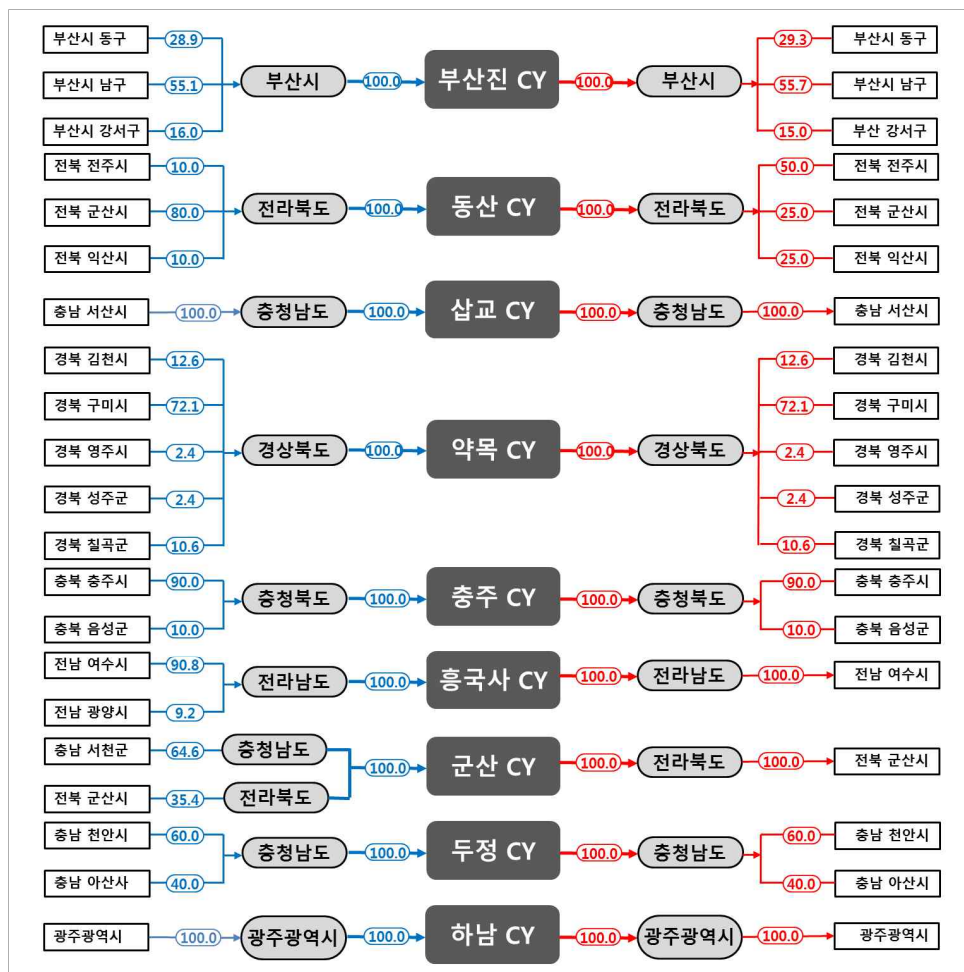 부산시 동구 28.9 29.3 부산시 동구
부산시 남구 55.1 부산시 100.0 부산진 CY 100.0 부산시 55.7 부산시 남구
부산시 강서구 16.0 15.0 부산 강서구
전북 전주시 10.0 50.0 전북 전주시
전북 군산시 80.0 전라북도 100.0 동산 CY 100.0 전라북도 25.0 전북 군산시
전북 익산시 10.0 25.0 전북 익산시
충남 서산시 100.0 충청남도 100.0 삽교 CY 100.0 충청남도 100.0 충남 서산시
경북 김천시 12.6 12.6 경북 김천시
경북 구미시 72.1 72.1 경북 구미시
경북 영주시 2.4 경상북도 100.0 약목 CY 100.0 경상북도 2.4 경북 영주시
경북 성주군 2.4 2.4 경북 성주군
경북 칠곡군 10.6 10.6 경북 칠곡군
충북 충주시 90.0 90.0 충북 충주시
충청북도 100.0 충주 CY 100.0 충청북도
충북 음성군 10.0 10.0 충북 음성군
전남 여수시 90.8
전라남도 100.0 흥국사 CY 100.0 전라남도 100.0 전남 여수시
전남 광양시 9.2
충남 서천군 64.6 충청남도
100.0 군산 CY 100.0 전라북도 100.0 전북 군산시
전북 군산시 35.4 전라북도
충남 천안시 60.0 60.0 충남 천안시
충청남도 100.0 두정 CY 100.0 충청남도
충남 아산사 40.0 40.0 충남 아산시
광주광역시 100.0 광주광역시 100.0 하남 CY 100.0 광주광역시 100.0 광주광역시